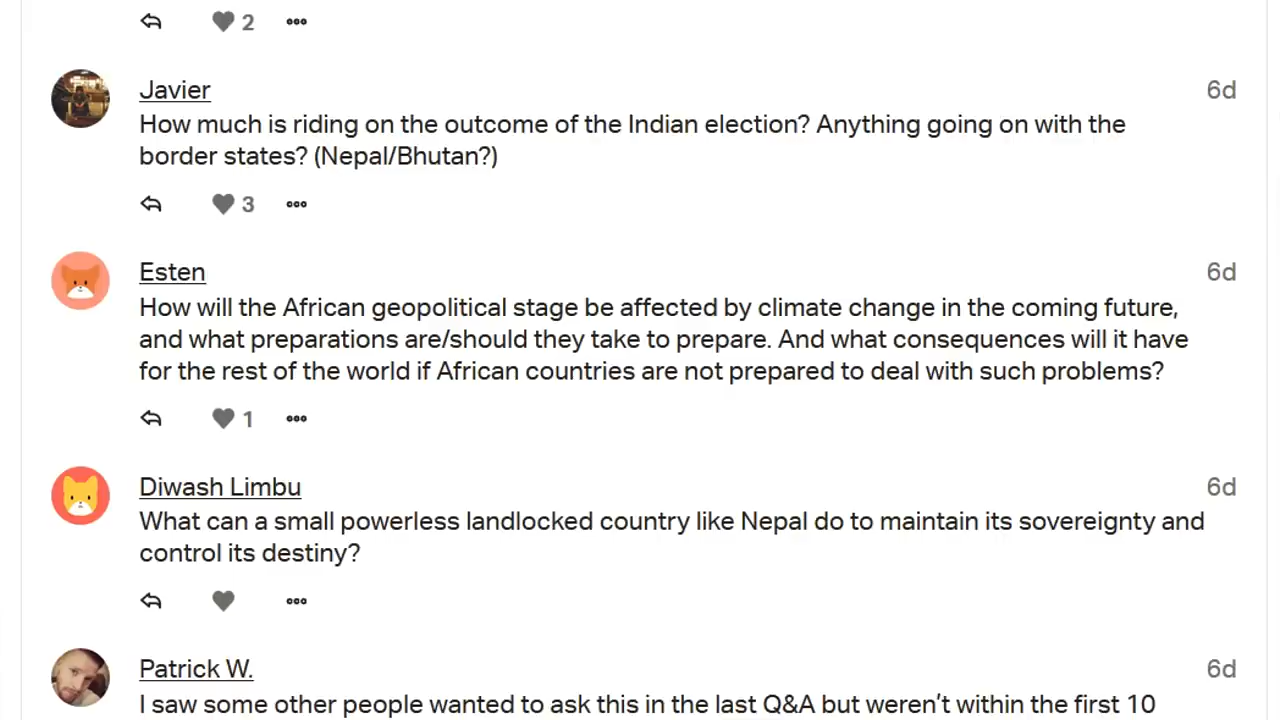 2
Javier
6d
How much is riding on the outcome of the Indian election? Anything going on with the
border states? (Nepal/Bhutan?)
3
Esten
6d
How will the African geopolitical stage be affected by climate change in the coming future,
and what preparations are/should they take to prepare. And what consequences will it have
for the rest of the world if African countries are not prepared to deal with such problems?
1
Diwash Limbu
6d
What can a small powerless landlocked country like Nepal do to maintain its sovereignty and
control its destiny?
Patrick W.
6d
I saw some other people wanted to ask this in the last Q&A but weren't within the first 10